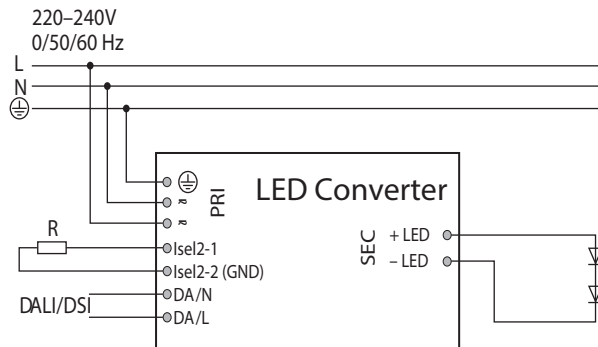 220–240V
0/50/60 Hz
L
N
LED Converter
PRI
≂
≂
R
Isel2-1
Isel2-2 (GND)
DALI/DSI
DA/N
DA/L
SEC
+ LED
– LED